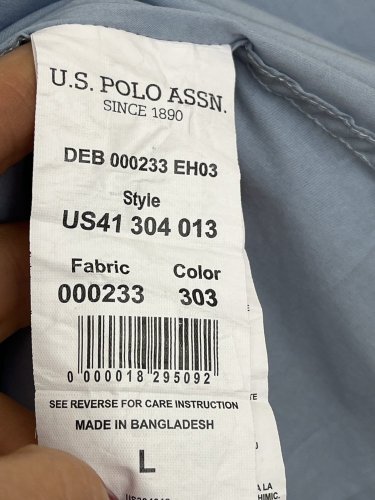 U.S. POLO ASSN.
SINCE 1890
DEB 000233 EH03
Style
US41 304 013
Fabric Color
000233 303
0 000018 295092
SEE REVERSE FOR CARE INSTRUCTION
MADE IN BANGLADESH
L
A LA